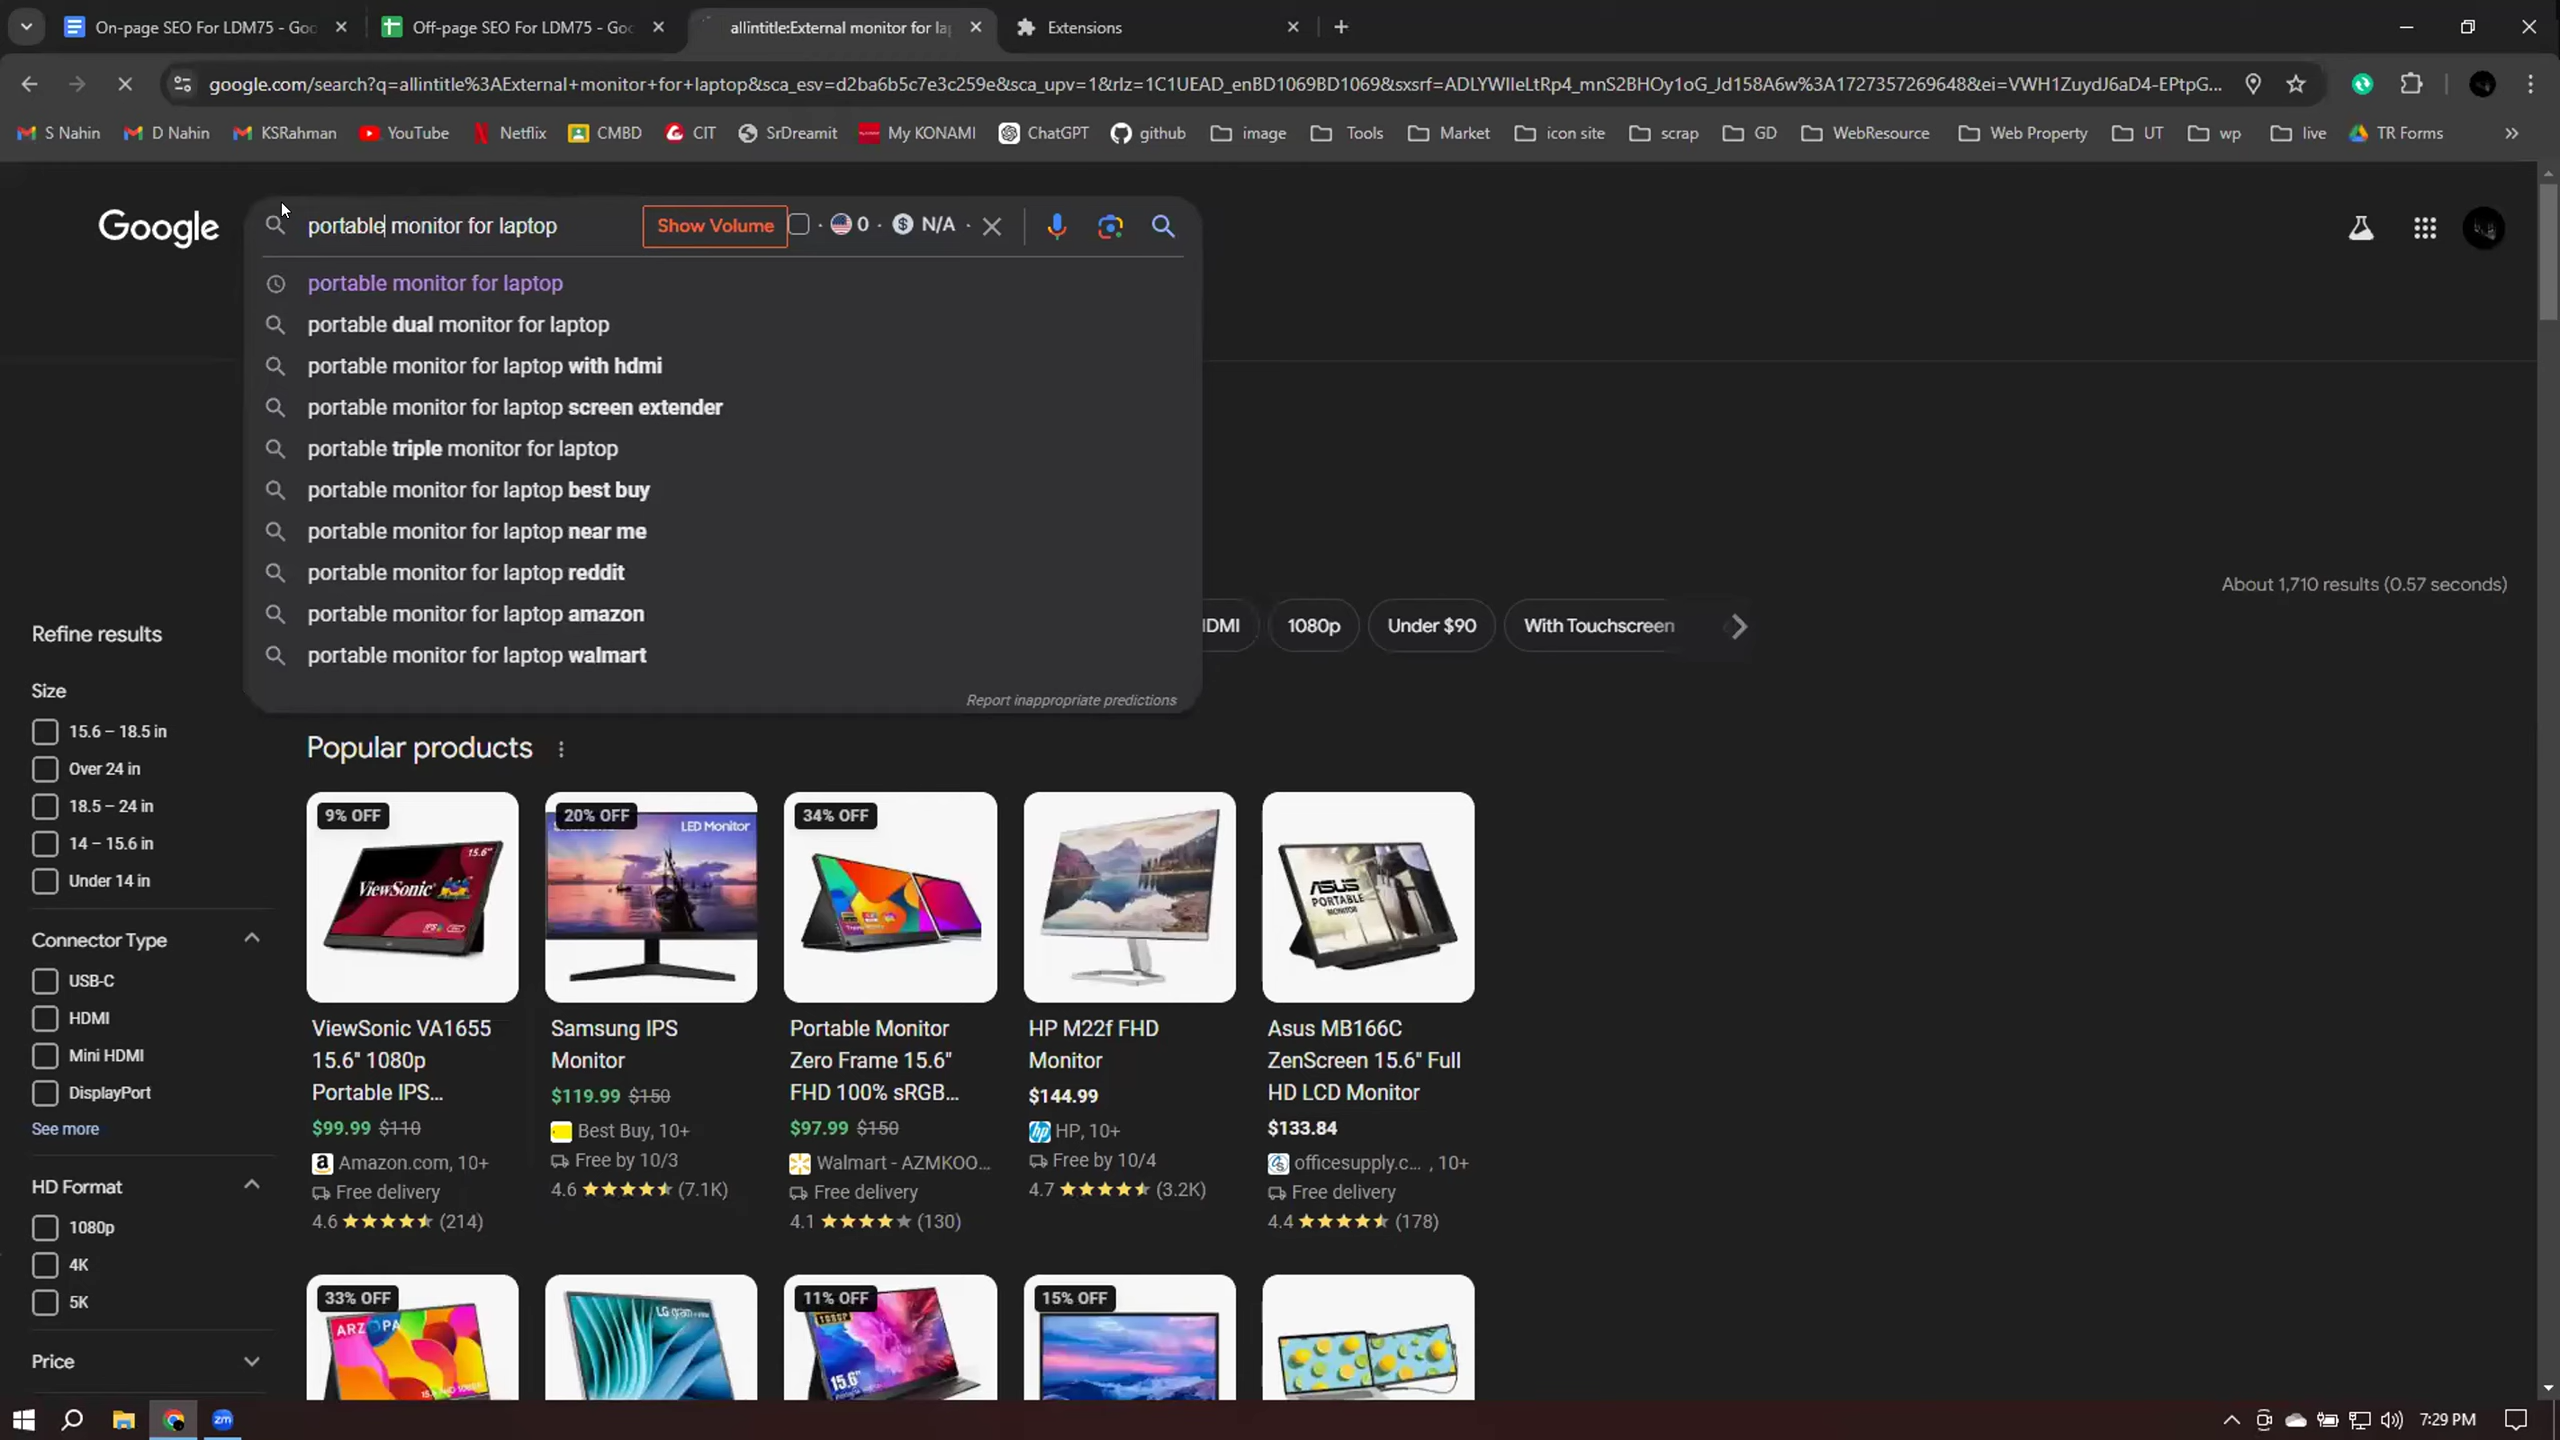 On-page SEO For LDM75 - Goo
Off-page SEO For LDM75 - Goo
allintitle:External monitor for la
Extensions
google.com/search?q=allintitle%3AExternal+monitor+for+laptop&sca_esv=d2ba6b5c7e3c259e&sca_upv=1&rlz=1C1UEAD_enBD1069BD1069&sxsrf=ADLYWIleLtRp4_mnS2BHOy1oG_Jd158A6w%3A1727357269648&ei=VWH1ZuydJ6aD4-EPtpG...
S Nahin
D Nahin
KSRahman
YouTube
Netflix
CMBD
CIT
SrDreamit
My KONAMI
ChatGPT
github
image
Tools
Market
icon site
scrap
GD
WebResource
Web Property
UT
wp
live
TR Forms
Google
portable monitor for laptop
Show Volume
· 0 · N/A ·
portable monitor for laptop
portable dual monitor for laptop
portable monitor for laptop with hdmi
portable monitor for laptop screen extender
portable triple monitor for laptop
portable monitor for laptop best buy
portable monitor for laptop near me
portable monitor for laptop reddit
portable monitor for laptop amazon
portable monitor for laptop walmart
Report inappropriate predictions
About 1,710 results (0.57 seconds)
1080p
Under $90
With Touchscreen
Refine results
Size
15.6 – 18.5 in
Over 24 in
18.5 – 24 in
14 – 15.6 in
Under 14 in
Connector Type
USB-C
HDMI
Mini HDMI
DisplayPort
See more
HD Format
1080p
4K
5K
Price
Popular products
9% OFF
15.6"
ViewSonic
ViewSonic VA1655
15.6" 1080p
Portable IPS...
$99.99 $110
Amazon.com, 10+
Free delivery
4.6 (214)
20% OFF
LED Monitor
Samsung IPS
Monitor
$119.99 $150
Best Buy, 10+
Free by 10/3
4.6 (7.1K)
34% OFF
Portable Monitor
Zero Frame 15.6"
FHD 100% sRGB...
$97.99 $150
Walmart - AZMKOO...
Free delivery
4.1 (130)
HP M22f FHD
Monitor
$144.99
hp HP, 10+
Free by 10/4
4.7 (3.2K)
ASUS
PORTABLE
MONITOR
Asus MB166C
ZenScreen 15.6" Full
HD LCD Monitor
$133.84
officesupply.c... , 10+
Free delivery
4.4 (178)
33% OFF
ARZOPA
LG gram
11% OFF
1080P
15.6"
15% OFF
zm
7:29 PM